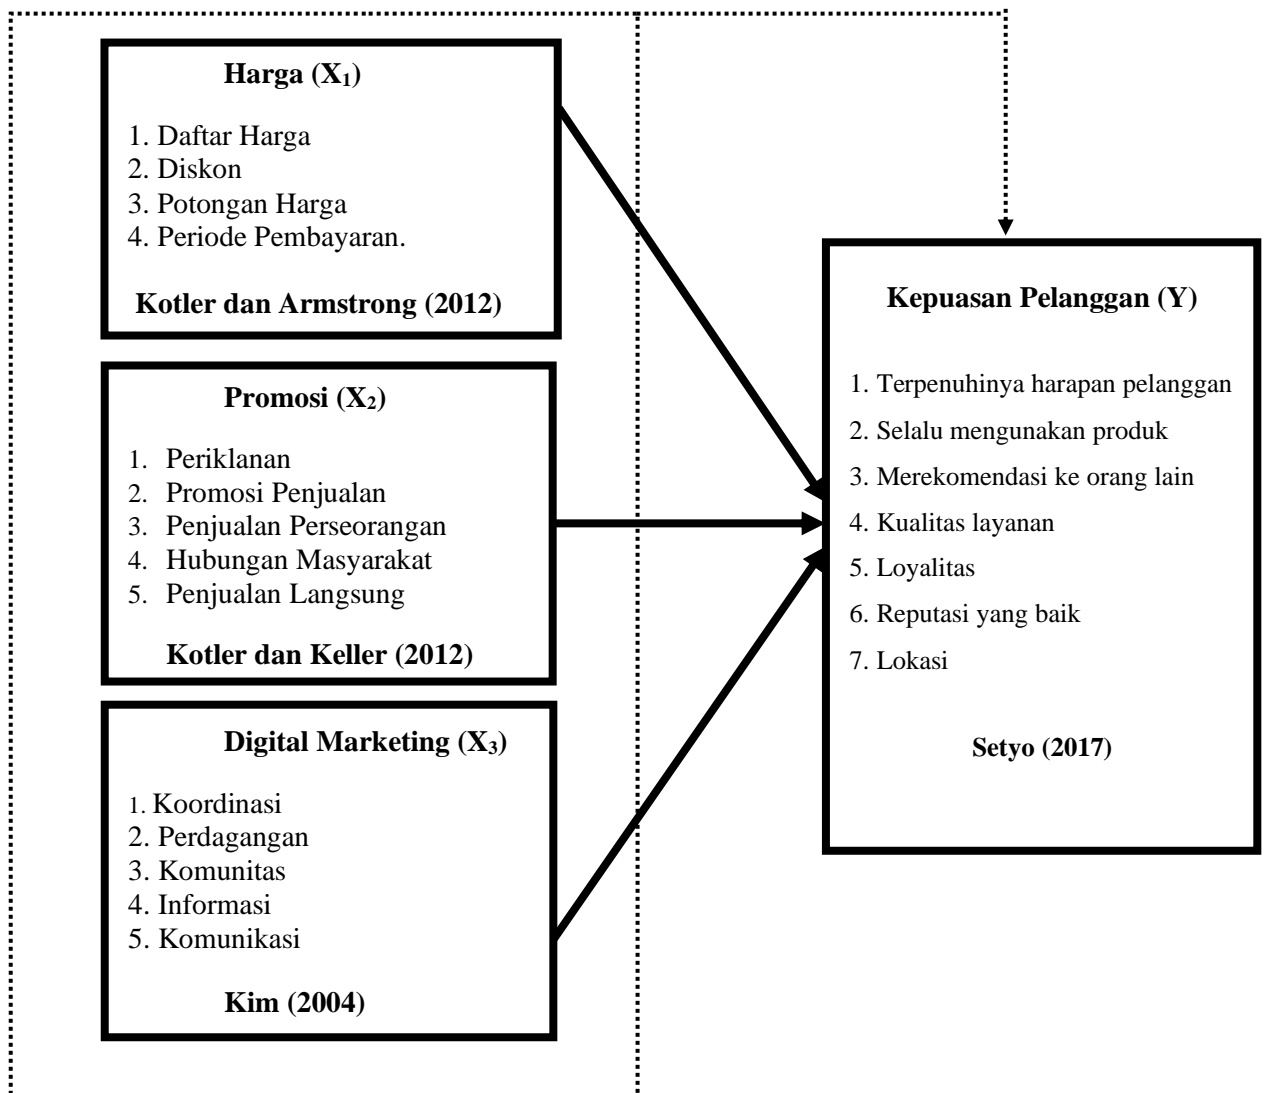 Harga (X₁)
1. Daftar Harga
2. Diskon
3. Potongan Harga
4. Periode Pembayaran.
Kotler dan Armstrong (2012)
Promosi (X₂)
1. Periklanan
2. Promosi Penjualan
3. Penjualan Perseorangan
4. Hubungan Masyarakat
5. Penjualan Langsung
Kotler dan Keller (2012)
Digital Marketing (X₃)
1. Koordinasi
2. Perdagangan
3. Komunitas
4. Informasi
5. Komunikasi
Kim (2004)
Kepuasan Pelanggan (Y)
1. Terpenuhinya harapan pelanggan
2. Selalu mengunakan produk
3. Merekomendasi ke orang lain
4. Kualitas layanan
5. Loyalitas
6. Reputasi yang baik
7. Lokasi
Setyo (2017)